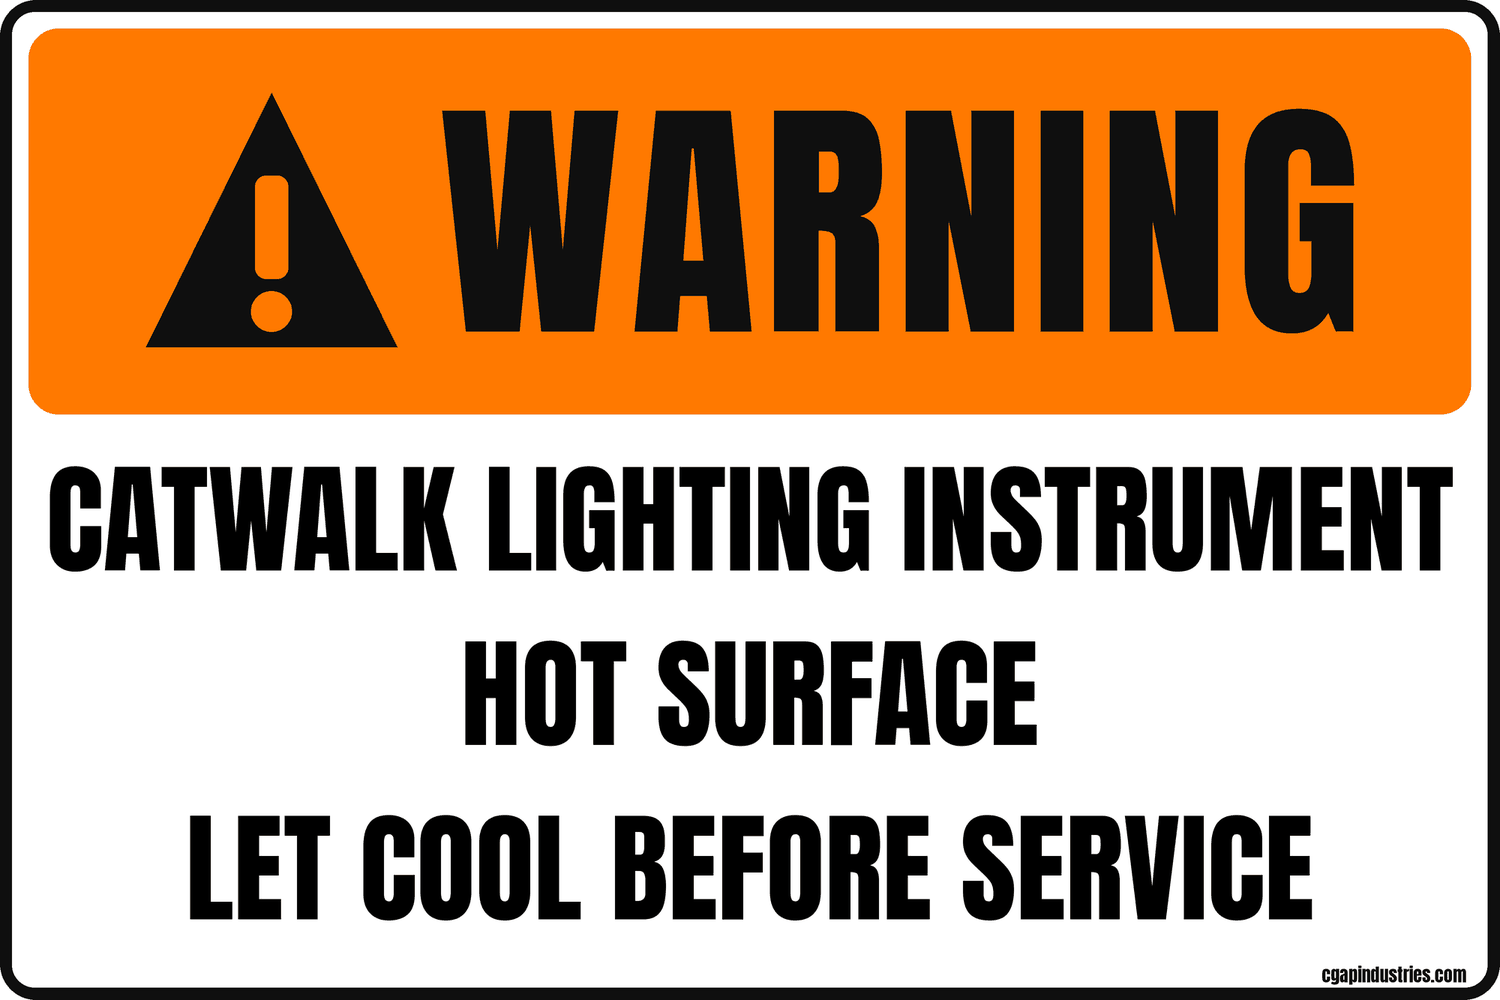 WARNING
CATWALK LIGHTING INSTRUMENT
HOT SURFACE
LET COOL BEFORE SERVICE
cgapindustries.com